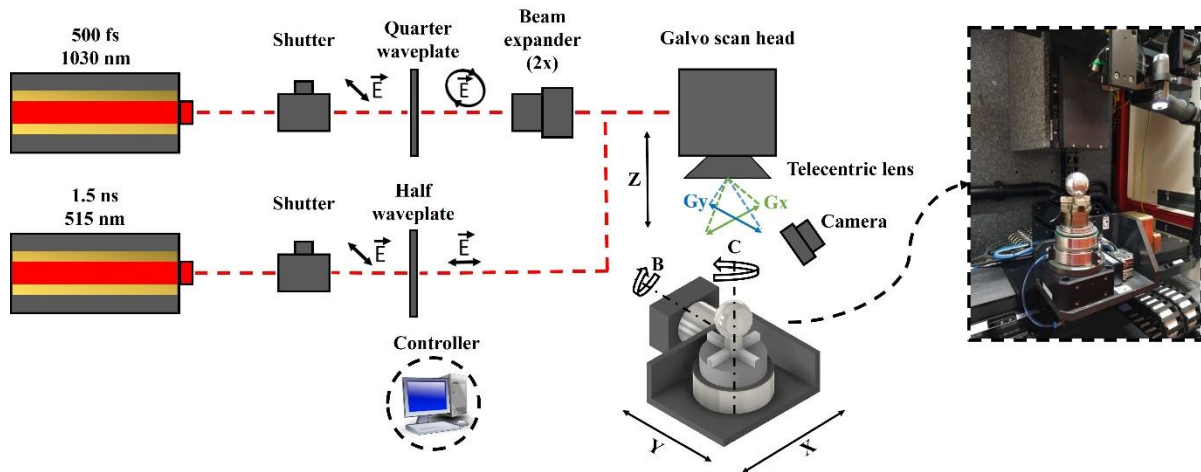 500 fs
1030 nm
Shutter
Quarter
waveplate
Beam
expander
(2x)
Galvo scan head
E
E
Z
Telecentric lens
Gy
Gx
Camera
1.5 ns
515 nm
Shutter
Half
waveplate
E
E
B
C
Controller
Y
X